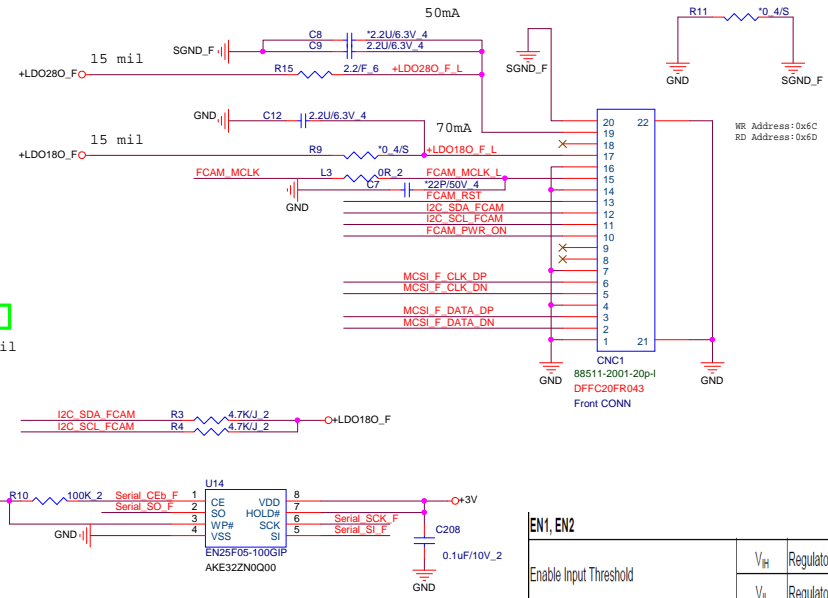 50mA
R11
*0_4/S
GND
SGND_F
C8
*2.2U/6.3V_4
C9
2.2U/6.3V_4
SGND_F
SGND_F
15 mil
+LDO28O_F
R15
2.2/F_6
+LDO28O_F_L
GND
C12
2.2U/6.3V_4
70mA
15 mil
+LDO18O_F
R9
*0_4/S
+LDO18O_F_L
FCAM_MCLK
L3
0R_2
FCAM_MCLK_L
C7
*22P/50V_4
GND
FCAM_RST
I2C_SDA_FCAM
I2C_SCL_FCAM
FCAM_PWR_ON
MCSI_F_CLK_DP
MCSI_F_CLK_DN
MCSI_F_DATA_DP
MCSI_F_DATA_DN
20
19
18
17
16
15
14
13
12
11
10
9
8
7
6
5
4
3
2
1
22
21
WR Address:0x6C
RD Address:0x6D
GND
GND
CNC1
88511-2001-20p-l
DFFC20FR043
Front CONN
il
I2C_SDA_FCAM
R3
4.7K/J_2
I2C_SCL_FCAM
R4
4.7K/J_2
+LDO18O_F
U14
R10
100K_2
Serial_CEb_F
1
CE
VDD
8
+3V
Serial_SO_F
2
SO
HOLD#
7
3
WP#
SCK
6
Serial_SCK_F
GND
4
VSS
SI
5
Serial_SI_F
EN25F05-100GIP
AKE32ZN0Q00
C208
0.1uF/10V_2
GND
EN1, EN2
Enable Input Threshold
VIH
Regulato
VIL
Regulato